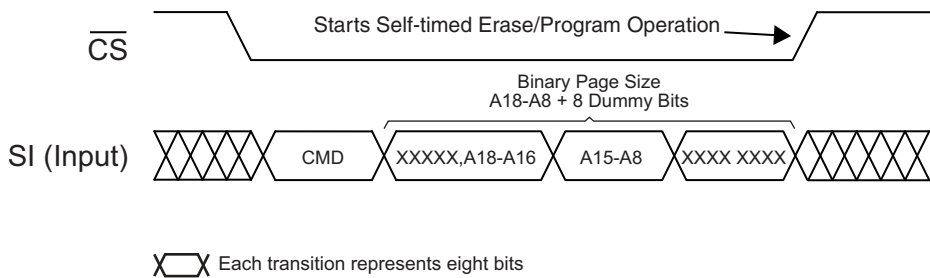 Starts Self-timed Erase/Program Operation
CS
Binary Page Size
A18-A8 + 8 Dummy Bits
SI (Input)
CMD
XXXXX,A18-A16
A15-A8
XXXX XXXX
Each transition represents eight bits